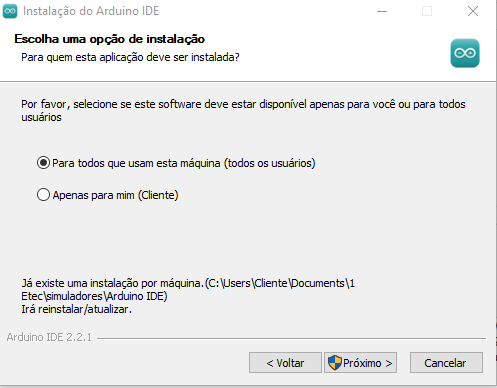 Instalação do Arduino IDE
Escolha uma opção de instalação
Para quem esta aplicação deve ser instalada?
Por favor, selecione se este software deve estar disponível apenas para você ou para todos
usuários
Para todos que usam esta máquina (todos os usuários)
Apenas para mim (Cliente)
Já existe uma instalação por máquina.(C:\Users\Cliente\Documents\1
Etec\simuladores\Arduino IDE)
Irá reinstalar/atualizar.
Arduino IDE 2.2.1
< Voltar
Próximo >
Cancelar